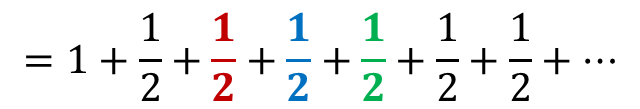 = 1 + 1/2 + 1/2 + 1/2 + 1/2 + 1/2 + 1/2 + ⋯